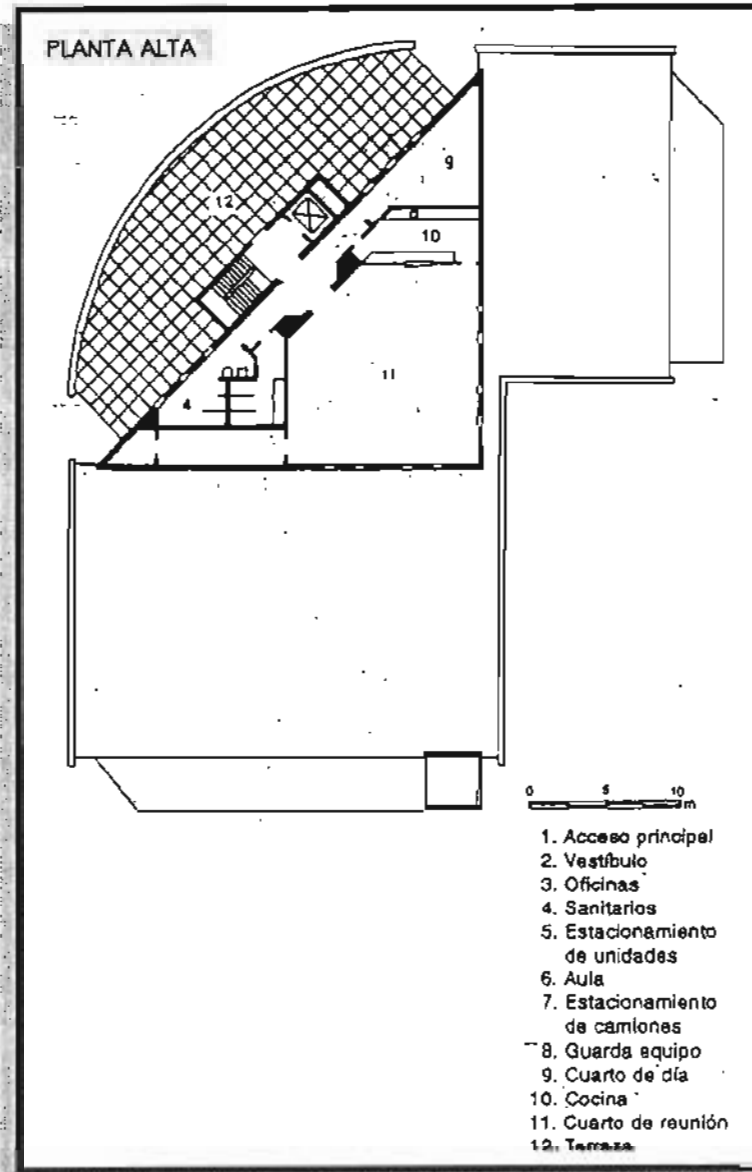 PLANTA ALTA
12
9
10
11
4
0 5 10
m
1. Acceso principal
2. Vestíbulo
3. Oficinas
4. Sanitarios
5. Estacionamiento
de unidades
6. Aula
7. Estacionamiento
de camiones
8. Guarda equipo
9. Cuarto de día
10. Cocina
11. Cuarto de reunión
12. Terraza